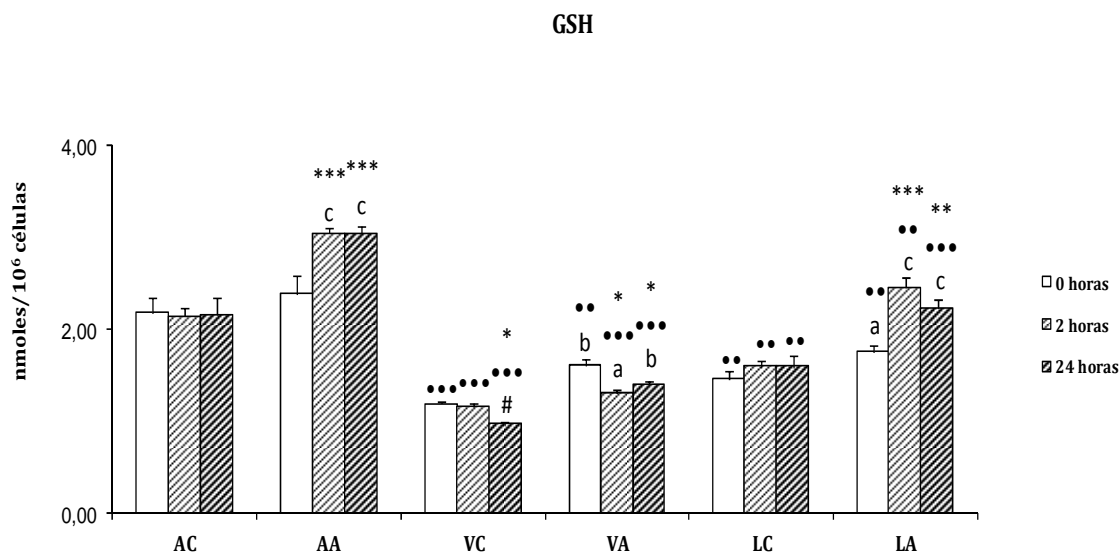 GSH
nmoles/10⁶ células
4,00
2,00
0,00
*** ***
c c
*
••• ••• •••
#
* *
•• ••• •••
b a b
•• •• ••
*** **
•• •• •••
a c c
AC AA VC VA LC LA
0 horas
2 horas
24 horas